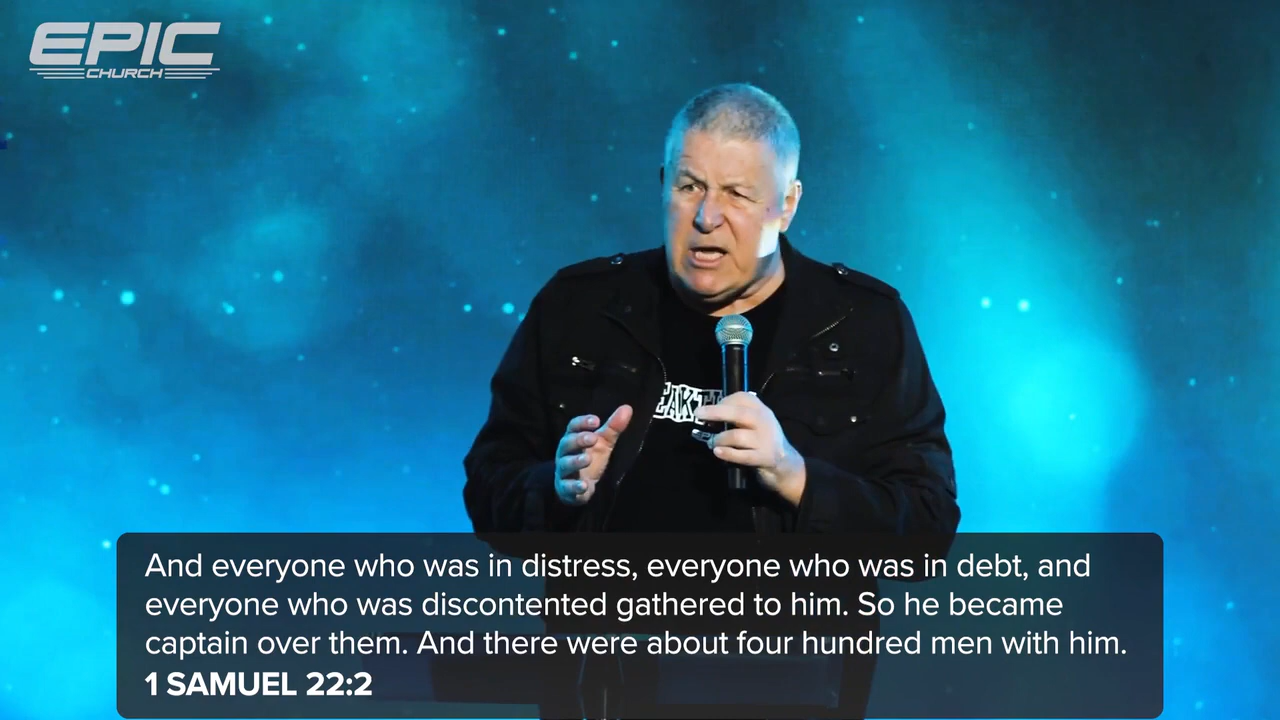 EPIC
CHURCH
And everyone who was in distress, everyone who was in debt, and
everyone who was discontented gathered to him. So he became
captain over them. And there were about four hundred men with him.
1 SAMUEL 22:2